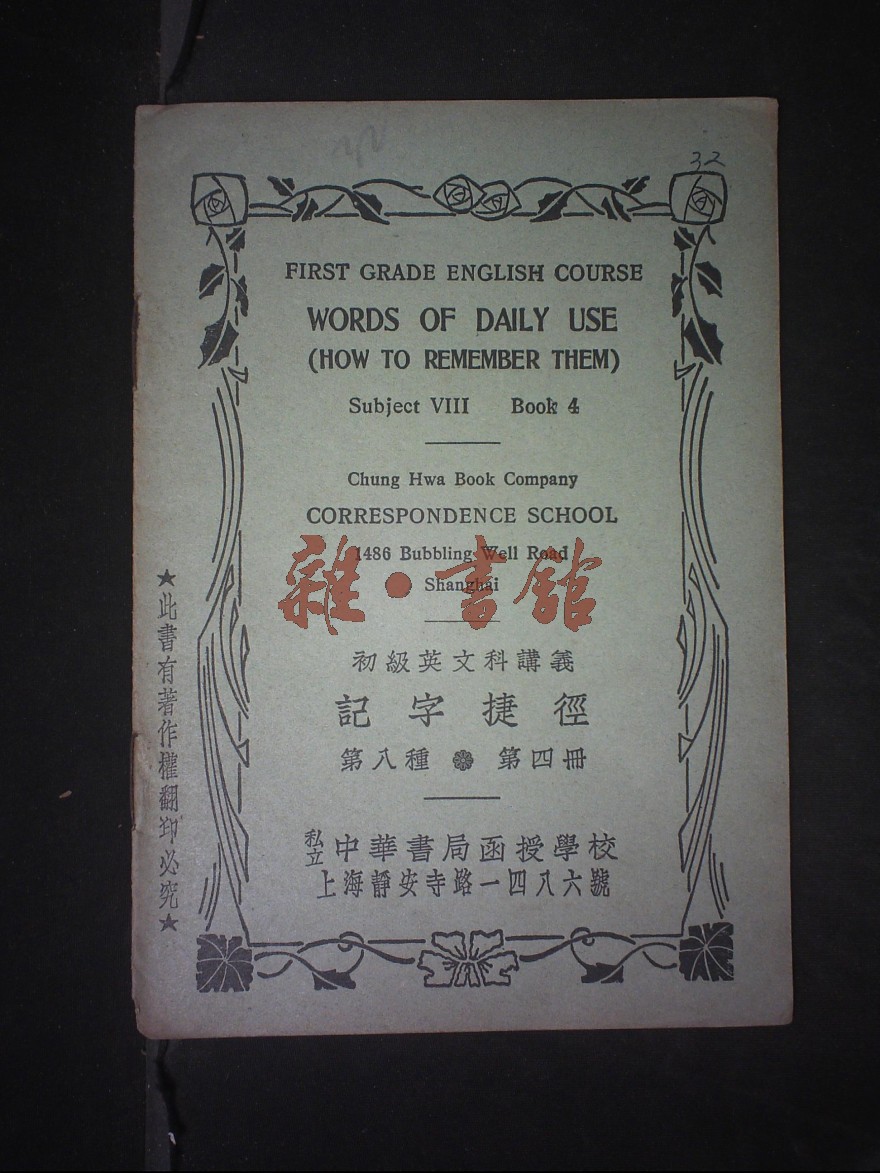 32
FIRST GRADE ENGLISH COURSE
WORDS OF DAILY USE
(HOW TO REMEMBER THEM)
Subject VIII Book 4
Chung Hwa Book Company
CORRESPONDENCE SCHOOL
1486 Bubbling Well Road
Shanghai
雜·書館
初級英文科講義
記字捷徑
第八種 第四冊
私立中華書局函授學校
上海靜安寺路一四八六號
★此書有著作權翻印必究★